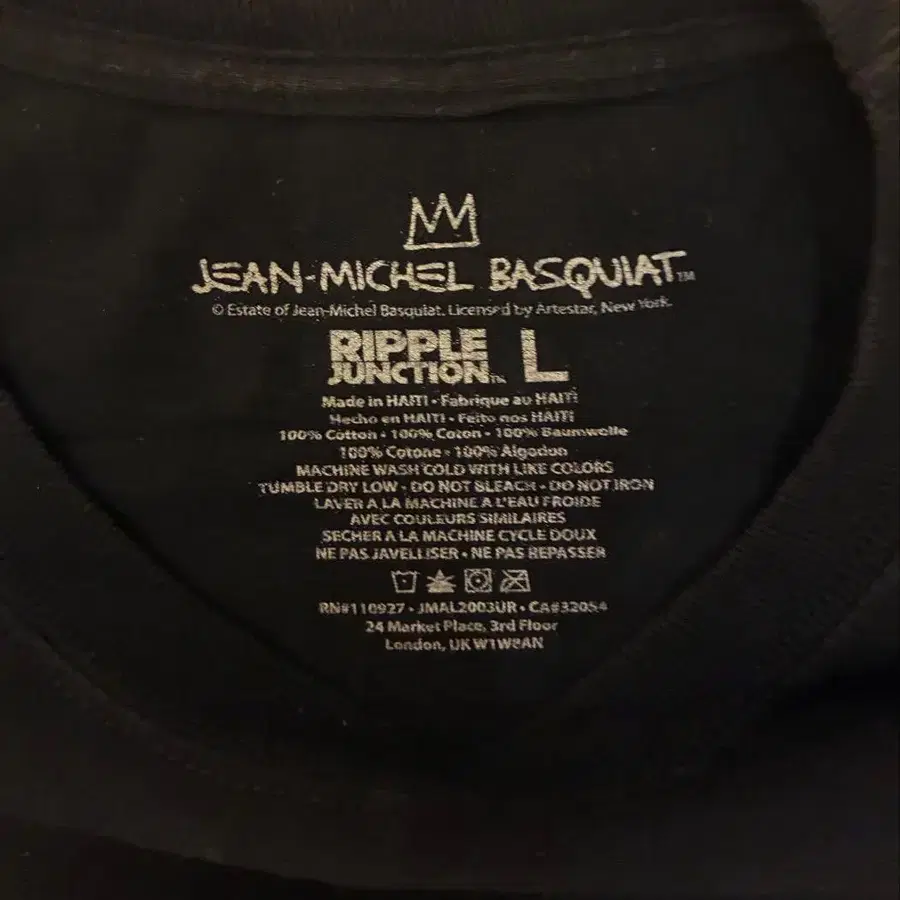 JEAN-MICHEL BASQUIAT™
© Estate of Jean-Michel Basquiat. Licensed by Artestar, New York.
RIPPLE JUNCTION™ L
Made in HAITI • Fabrique au HAITI
Hecho en HAITI • Feito nos HAITI
100% Cotton • 100% Coton • 100% Baumwolle
100% Cotone • 100% Algodon
MACHINE WASH COLD WITH LIKE COLORS
TUMBLE DRY LOW • DO NOT BLEACH • DO NOT IRON
LAVER A LA MACHINE A L'EAU FROIDE
AVEC COULEURS SIMILAIRES
SECHER A LA MACHINE CYCLE DOUX
NE PAS JAVELLISER • NE PAS REPASSER
RN#110927 • JMAL2003UR • CA#32054
24 Market Place, 3rd Floor
London, UK W1W8AN